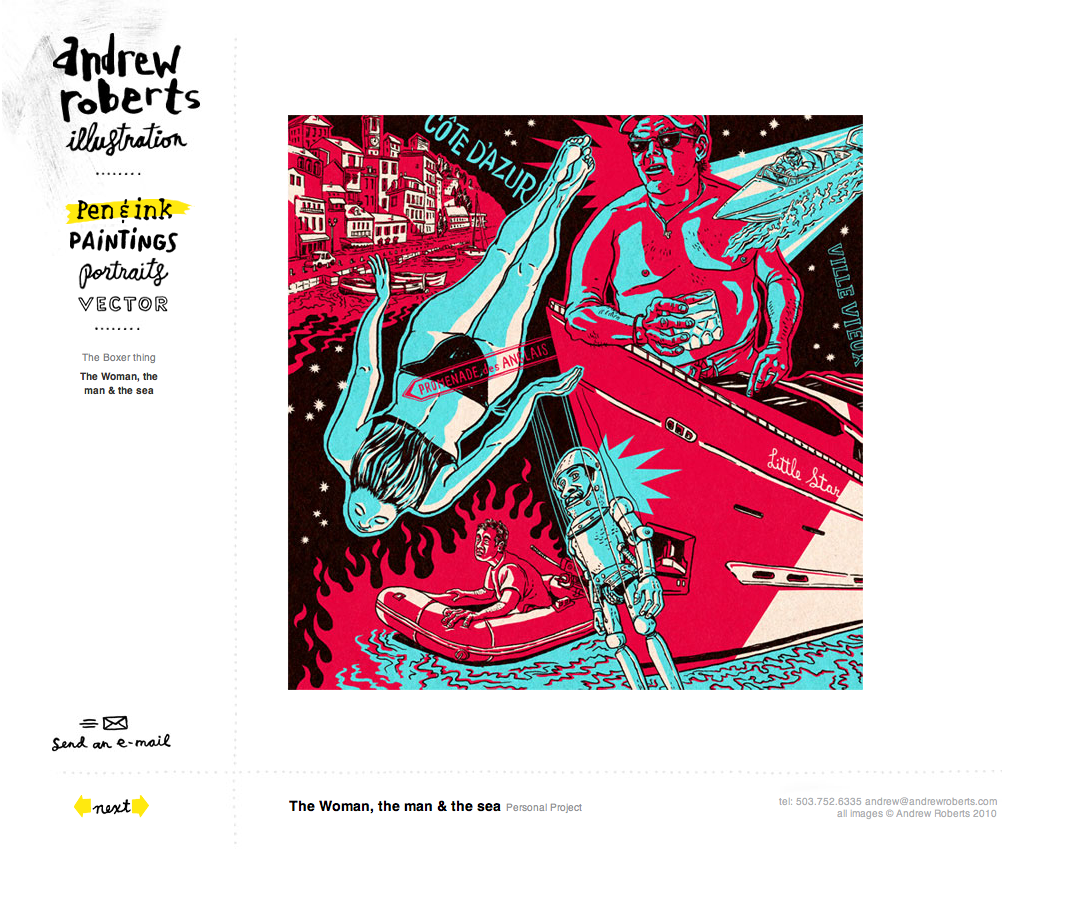 andrew
roberts
illustration
Pen & ink
PAINTINGS
portraits
VECTOR
The Boxer thing
The Woman, the
man & the sea
Send an e-mail
next
CÔTE D'AZUR
VILLE VIEUX
PROMENADE des ANGLAIS
Little Star
The Woman, the man & the sea Personal Project
tel: 503.752.6335 andrew@andrewroberts.com
all images © Andrew Roberts 2010